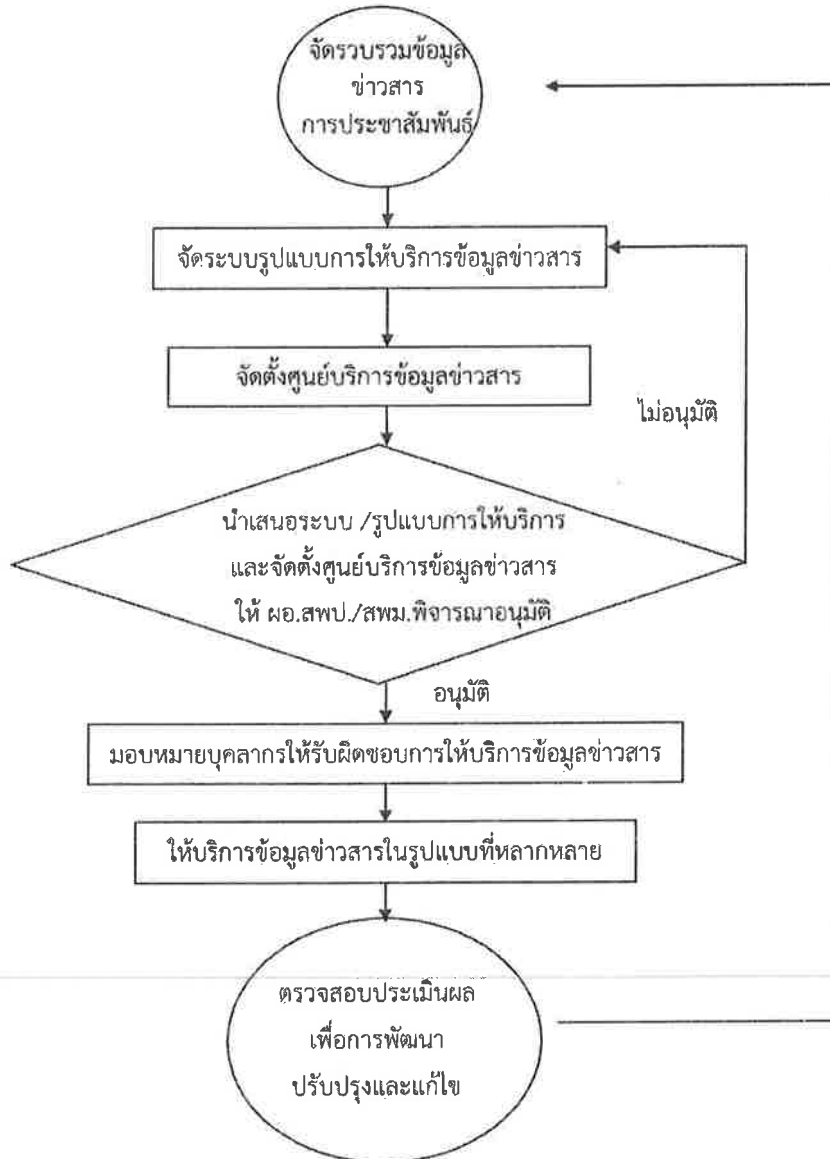 จัดรวบรวมข้อมูล
ข่าวสาร
การประชาสัมพันธ์
จัดระบบรูปแบบการให้บริการข้อมูลข่าวสาร
จัดตั้งศูนย์บริการข้อมูลข่าวสาร
ไม่อนุมัติ
นำเสนอระบบ /รูปแบบการให้บริการ
และจัดตั้งศูนย์บริการข้อมูลข่าวสาร
ให้ ผอ.สพป./สพม.พิจารณาอนุมัติ
อนุมัติ
มอบหมายบุคลากรให้รับผิดชอบการให้บริการข้อมูลข่าวสาร
ให้บริการข้อมูลข่าวสารในรูปแบบที่หลากหลาย
ตรวจสอบประเมินผล
เพื่อการพัฒนา
ปรับปรุงและแก้ไข